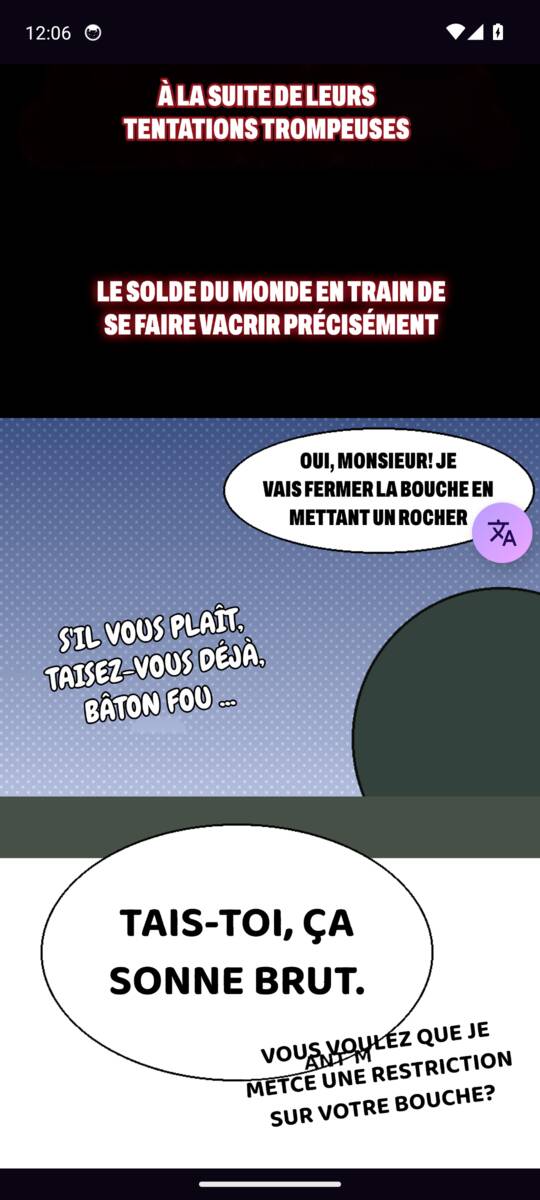 12:06
À LA SUITE DE LEURS
TENTATIONS TROMPEUSES
LE SOLDE DU MONDE EN TRAIN DE
SE FAIRE VACRIR PRÉCISÉMENT
OUI, MONSIEUR! JE
VAIS FERMER LA BOUCHE EN
METTANT UN ROCHER
S'IL VOUS PLAÎT,
TAISEZ-VOUS DÉJÀ,
BÂTON FOU ...
TAIS-TOI, ÇA
SONNE BRUT.
VOUS VOULEZ QUE JE
ANT M
METCE UNE RESTRICTION
SUR VOTRE BOUCHE?